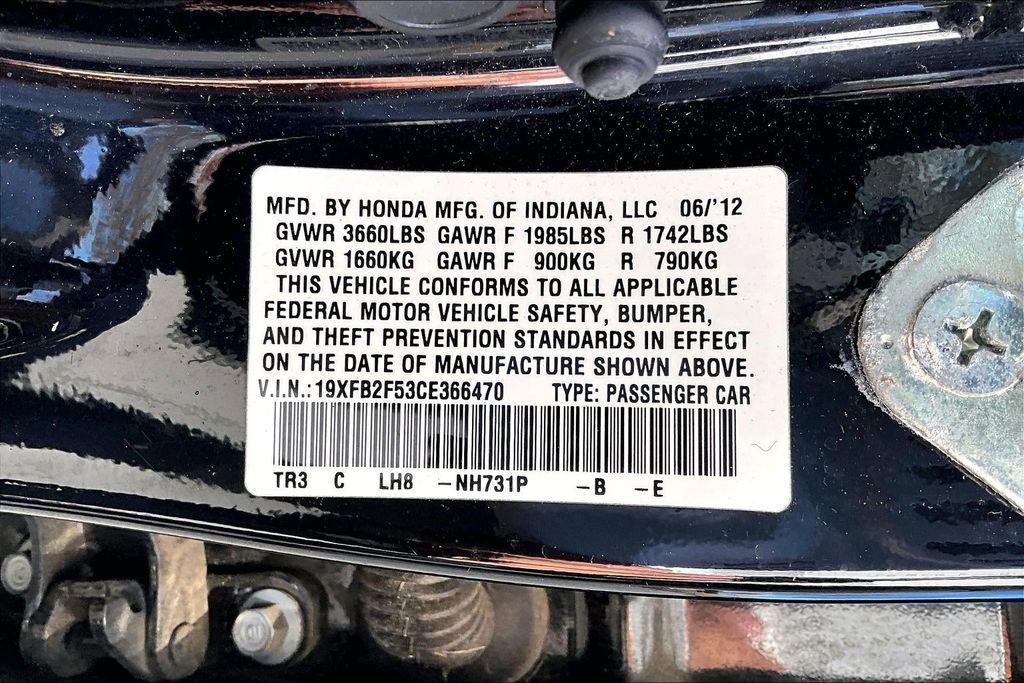 MFD. BY HONDA MFG. OF INDIANA, LLC 06/'12
GVWR 3660LBS GAWR F 1985LBS R 1742LBS
GVWR 1660KG GAWR F 900KG R 790KG
THIS VEHICLE CONFORMS TO ALL APPLICABLE
FEDERAL MOTOR VEHICLE SAFETY, BUMPER,
AND THEFT PREVENTION STANDARDS IN EFFECT
ON THE DATE OF MANUFACTURE SHOWN ABOVE.
V.I.N.: 19XFB2F53CE366470 TYPE: PASSENGER CAR
TR3 C LH8 -NH731P -B -E